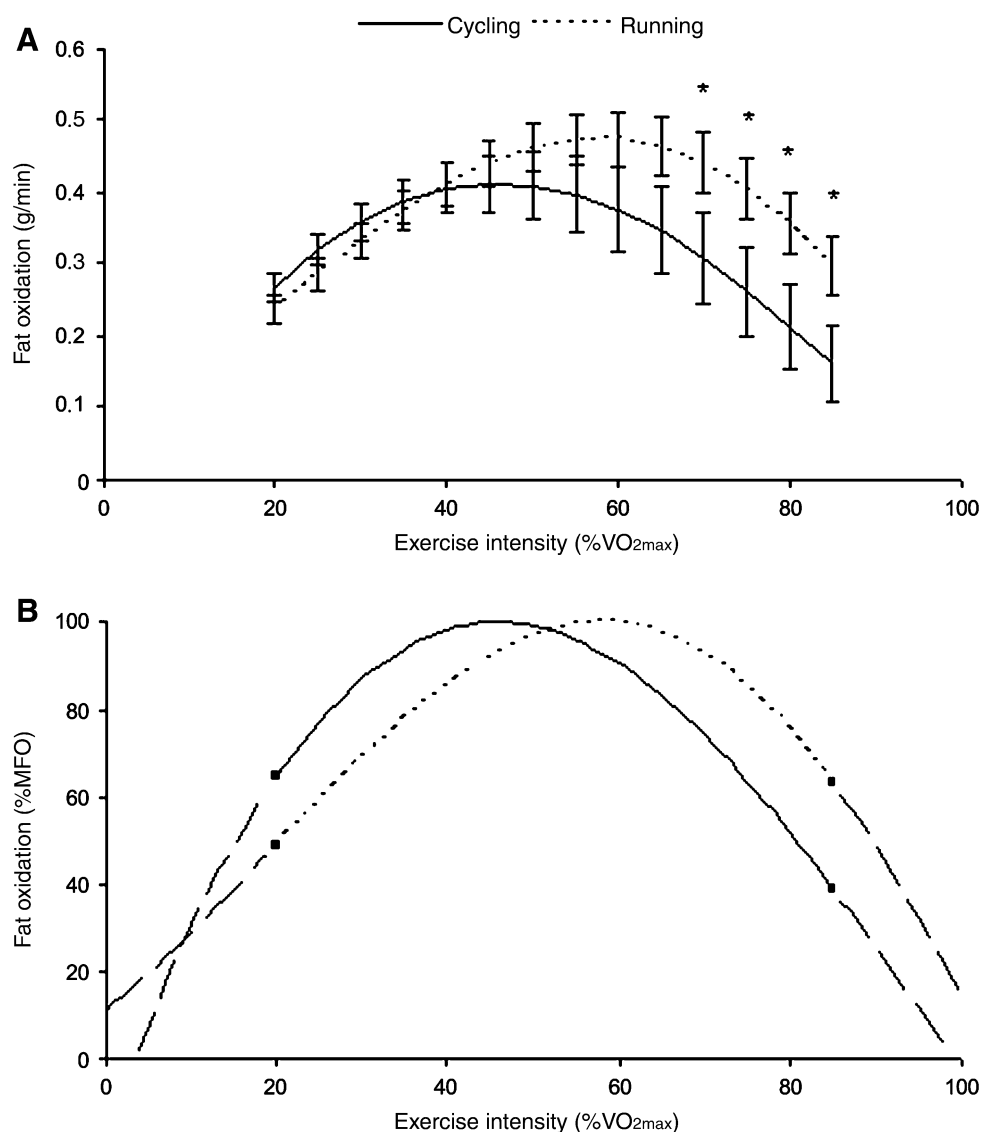 Cycling Running
A
0.6
0.5
0.4
0.3
0.2
0.1
0
Fat oxidation (g/min)
* * * *
0 20 40 60 80 100
Exercise intensity (%VO2max)
B
100
80
60
40
20
0
Fat oxidation (%MFO)
0 20 40 60 80 100
Exercise intensity (%VO2max)